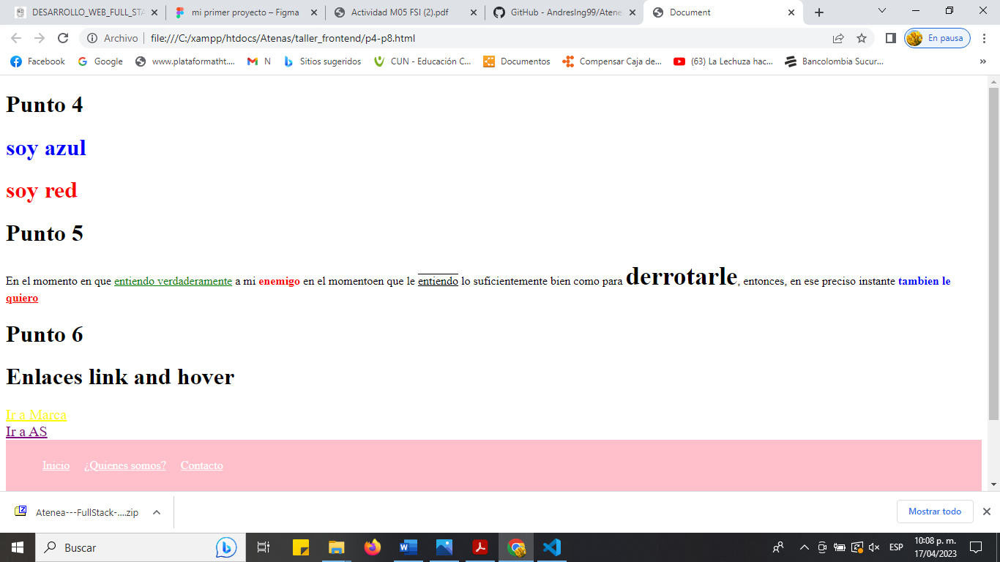 DESARROLLO_WEB_FULL_STA
mi primer proyecto – Figma
Actividad M05 FSI (2).pdf
GitHub - AndresIng99/Atene
Document
Archivo
file:///C:/xampp/htdocs/Atenas/taller_frontend/p4-p8.html
En pausa
Facebook
Google
www.plataformatht....
N
Sitios sugeridos
CUN - Educación C...
Documentos
Compensar Caja de...
(63) La Lechuza hac...
Bancolombia Sucur...
»
Punto 4
soy azul
soy red
Punto 5
En el momento en que entiendo verdaderamente a mi enemigo en el momentoen que le entiendo lo suficientemente bien como para derrotarle, entonces, en ese preciso instante tambien le
quiero
Punto 6
Enlaces link and hover
Ir a Marca
Ir a AS
Inicio ¿Quienes somos? Contacto
Atenea---FullStack-....zip
Mostrar todo
Buscar
ESP
10:08 p. m.
17/04/2023